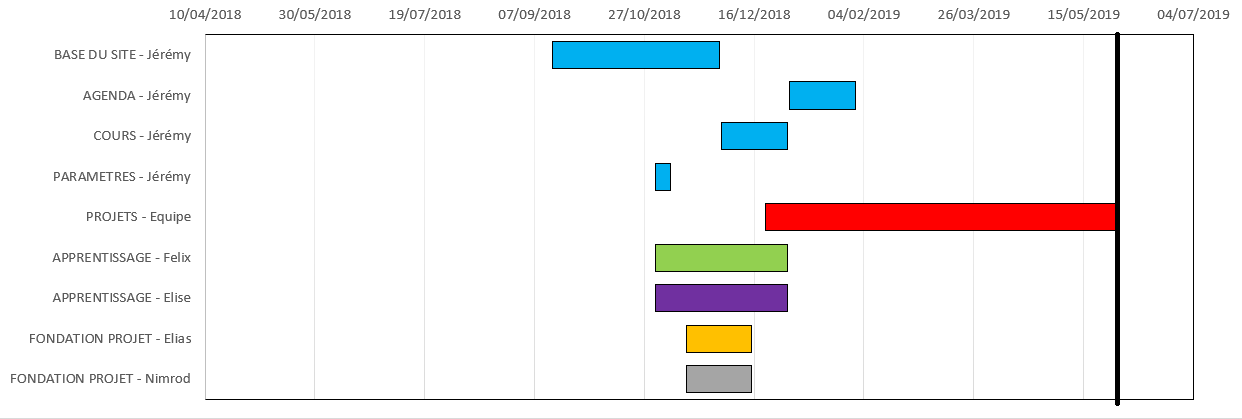 10/04/2018 30/05/2018 19/07/2018 07/09/2018 27/10/2018 16/12/2018 04/02/2019 26/03/2019 15/05/2019 04/07/2019
BASE DU SITE - Jérémy
AGENDA - Jérémy
COURS - Jérémy
PARAMETRES - Jérémy
PROJETS - Equipe
APPRENTISSAGE - Felix
APPRENTISSAGE - Elise
FONDATION PROJET - Elias
FONDATION PROJET - Nimrod